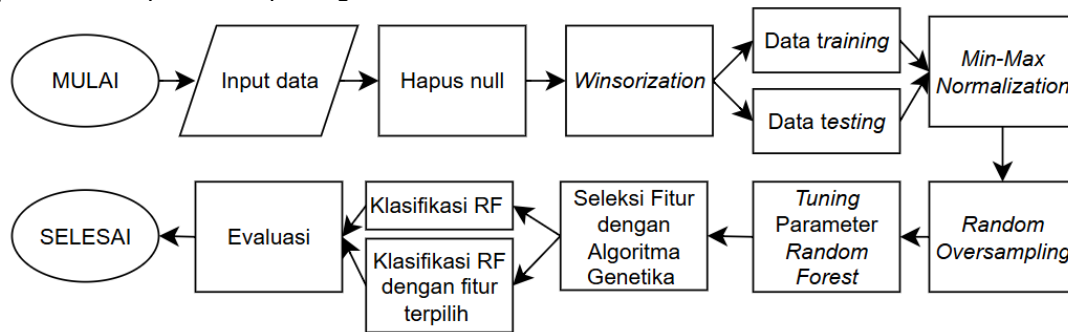 MULAI
Input data
Hapus null
Winsorization
Data training
Data testing
Min-Max
Normalization
Random
Oversampling
Tuning
Parameter
Random
Forest
Seleksi Fitur
dengan
Algoritma
Genetika
Klasifikasi RF
Klasifikasi RF
dengan fitur
terpilih
Evaluasi
SELESAI